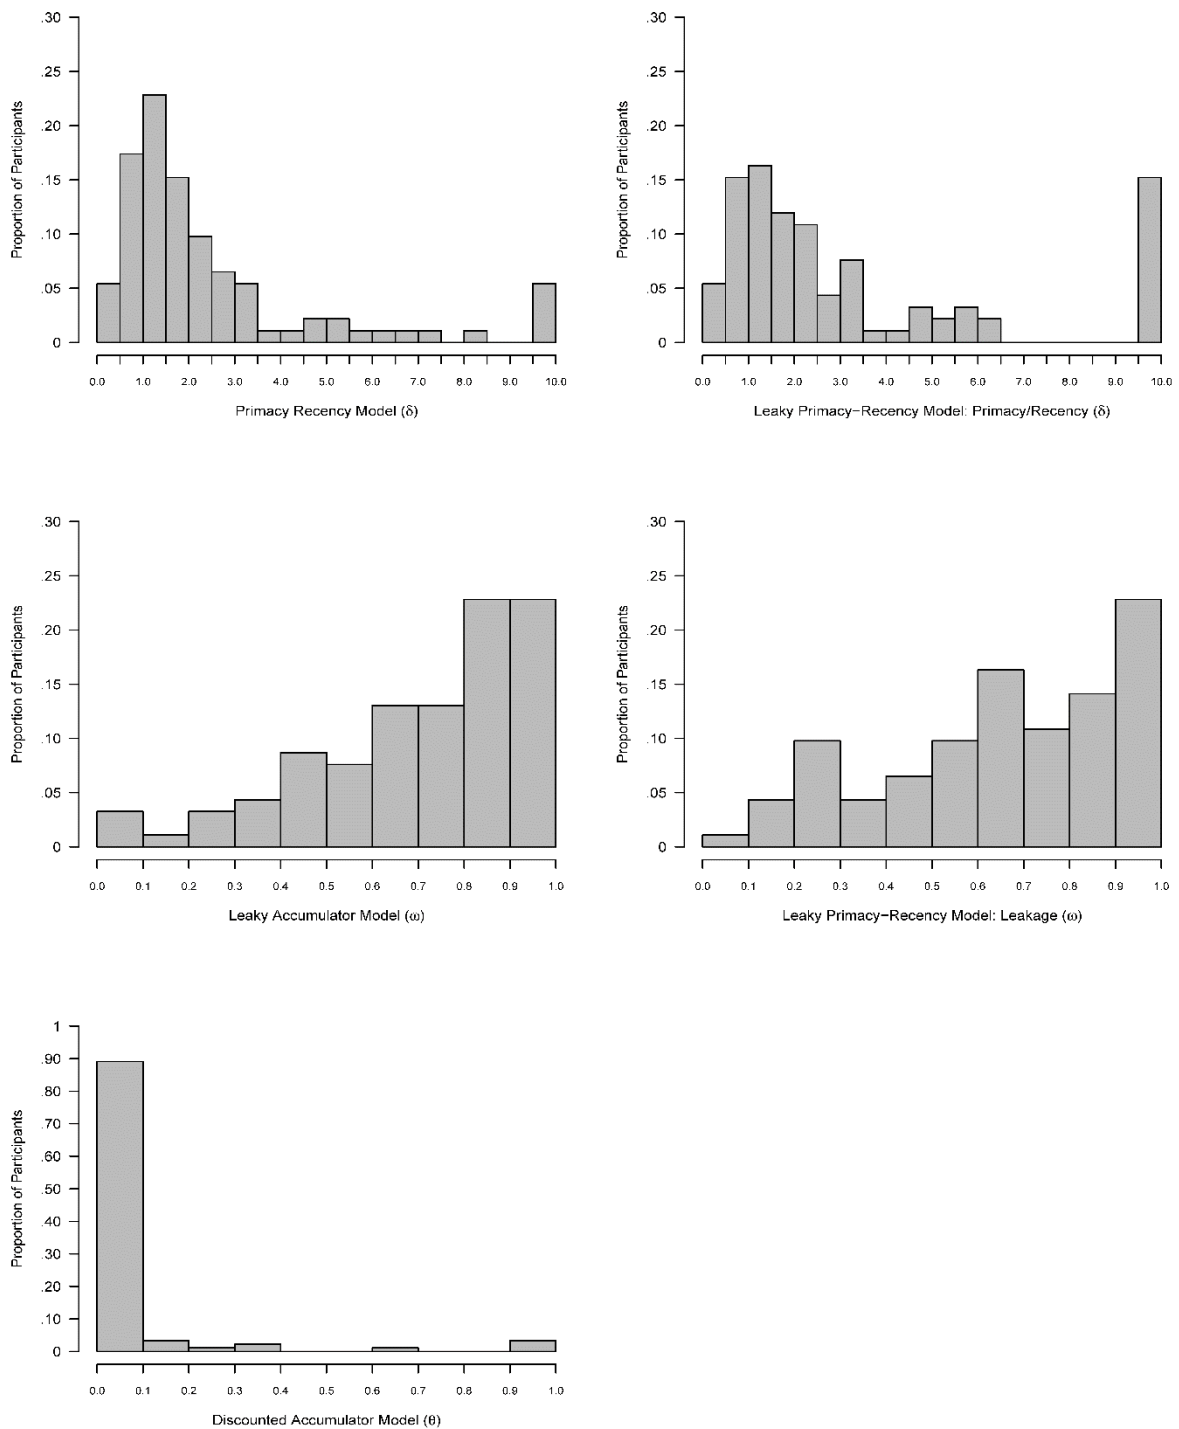 .30
.25
.20
.15
.10
.05
0
Proportion of Participants
0.0 1.0 2.0 3.0 4.0 5.0 6.0 7.0 8.0 9.0 10.0
Primacy Recency Model (δ)
.30
.25
.20
.15
.10
.05
0
Proportion of Participants
0.0 1.0 2.0 3.0 4.0 5.0 6.0 7.0 8.0 9.0 10.0
Leaky Primacy−Recency Model: Primacy/Recency (δ)
.30
.25
.20
.15
.10
.05
0
Proportion of Participants
0.0 0.1 0.2 0.3 0.4 0.5 0.6 0.7 0.8 0.9 1.0
Leaky Accumulator Model (ω)
.30
.25
.20
.15
.10
.05
0
Proportion of Participants
0.0 0.1 0.2 0.3 0.4 0.5 0.6 0.7 0.8 0.9 1.0
Leaky Primacy−Recency Model: Leakage (ω)
1
.90
.80
.70
.60
.50
.40
.30
.20
.10
0
Proportion of Participants
0.0 0.1 0.2 0.3 0.4 0.5 0.6 0.7 0.8 0.9 1.0
Discounted Accumulator Model (θ)